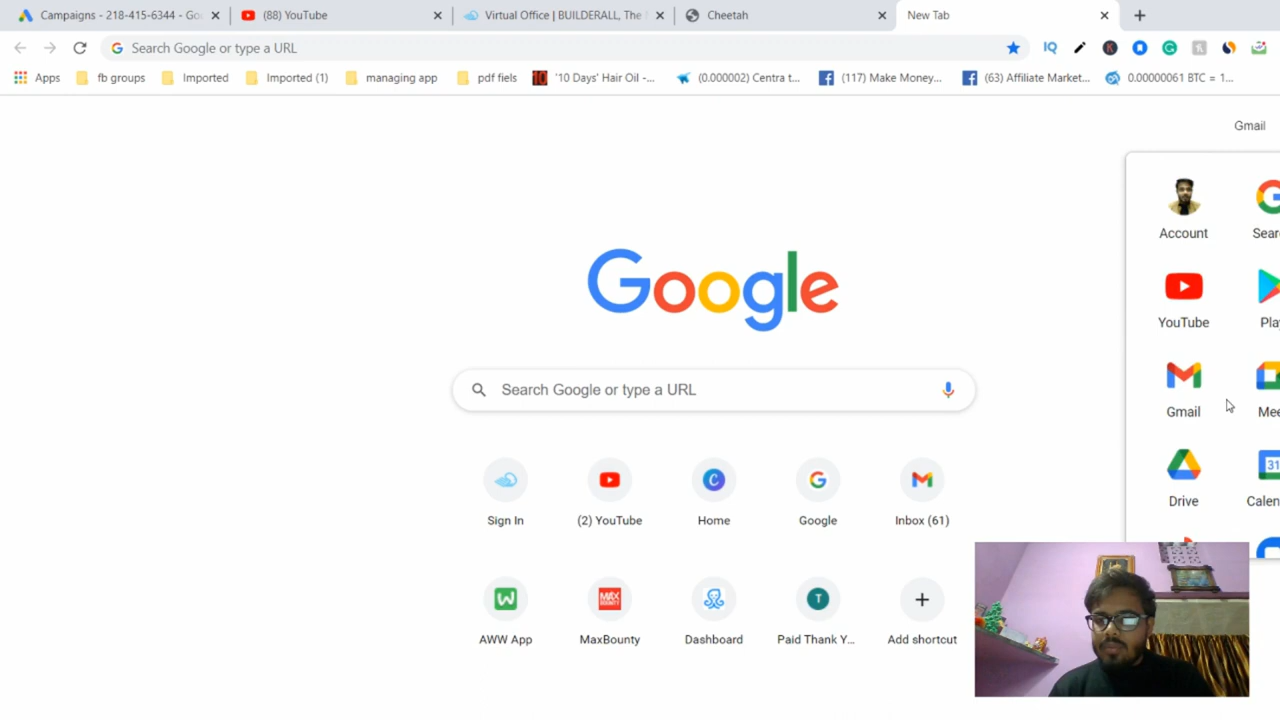 Campaigns - 218-415-6344 - Go
(88) YouTube
Virtual Office | BUILDERALL, The
Cheetah
New Tab
Search Google or type a URL
Apps
fb groups
Imported
Imported (1)
managing app
pdf fiels
'10 Days' Hair Oil -...
(0.000002) Centra t...
(117) Make Money...
(63) Affiliate Market...
0.00000061 BTC = 1...
Gmail
Account
Sear
YouTube
Play
Gmail
Mee
Drive
31
Calen
Google
Search Google or type a URL
Sign In
(2) YouTube
Home
Google
Inbox (61)
AWW App
MAX BOUNTY
MaxBounty
Dashboard
T
Paid Thank Y...
Add shortcut